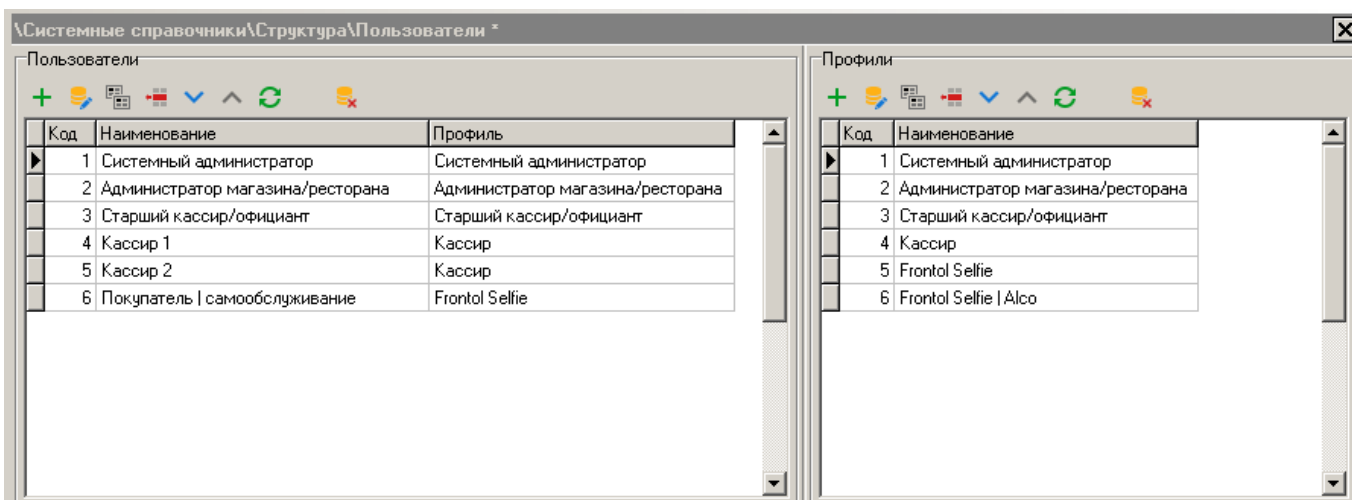 \Системные справочники\Структура\Пользователи *
Пользователи
Код Наименование Профиль
1 Системный администратор Системный администратор
2 Администратор магазина/ресторана Администратор магазина/ресторана
3 Старший кассир/официант Старший кассир/официант
4 Кассир 1 Кассир
5 Кассир 2 Кассир
6 Покупатель | самообслуживание Frontol Selfie
Профили
Код Наименование
1 Системный администратор
2 Администратор магазина/ресторана
3 Старший кассир/официант
4 Кассир
5 Frontol Selfie
6 Frontol Selfie | Alco